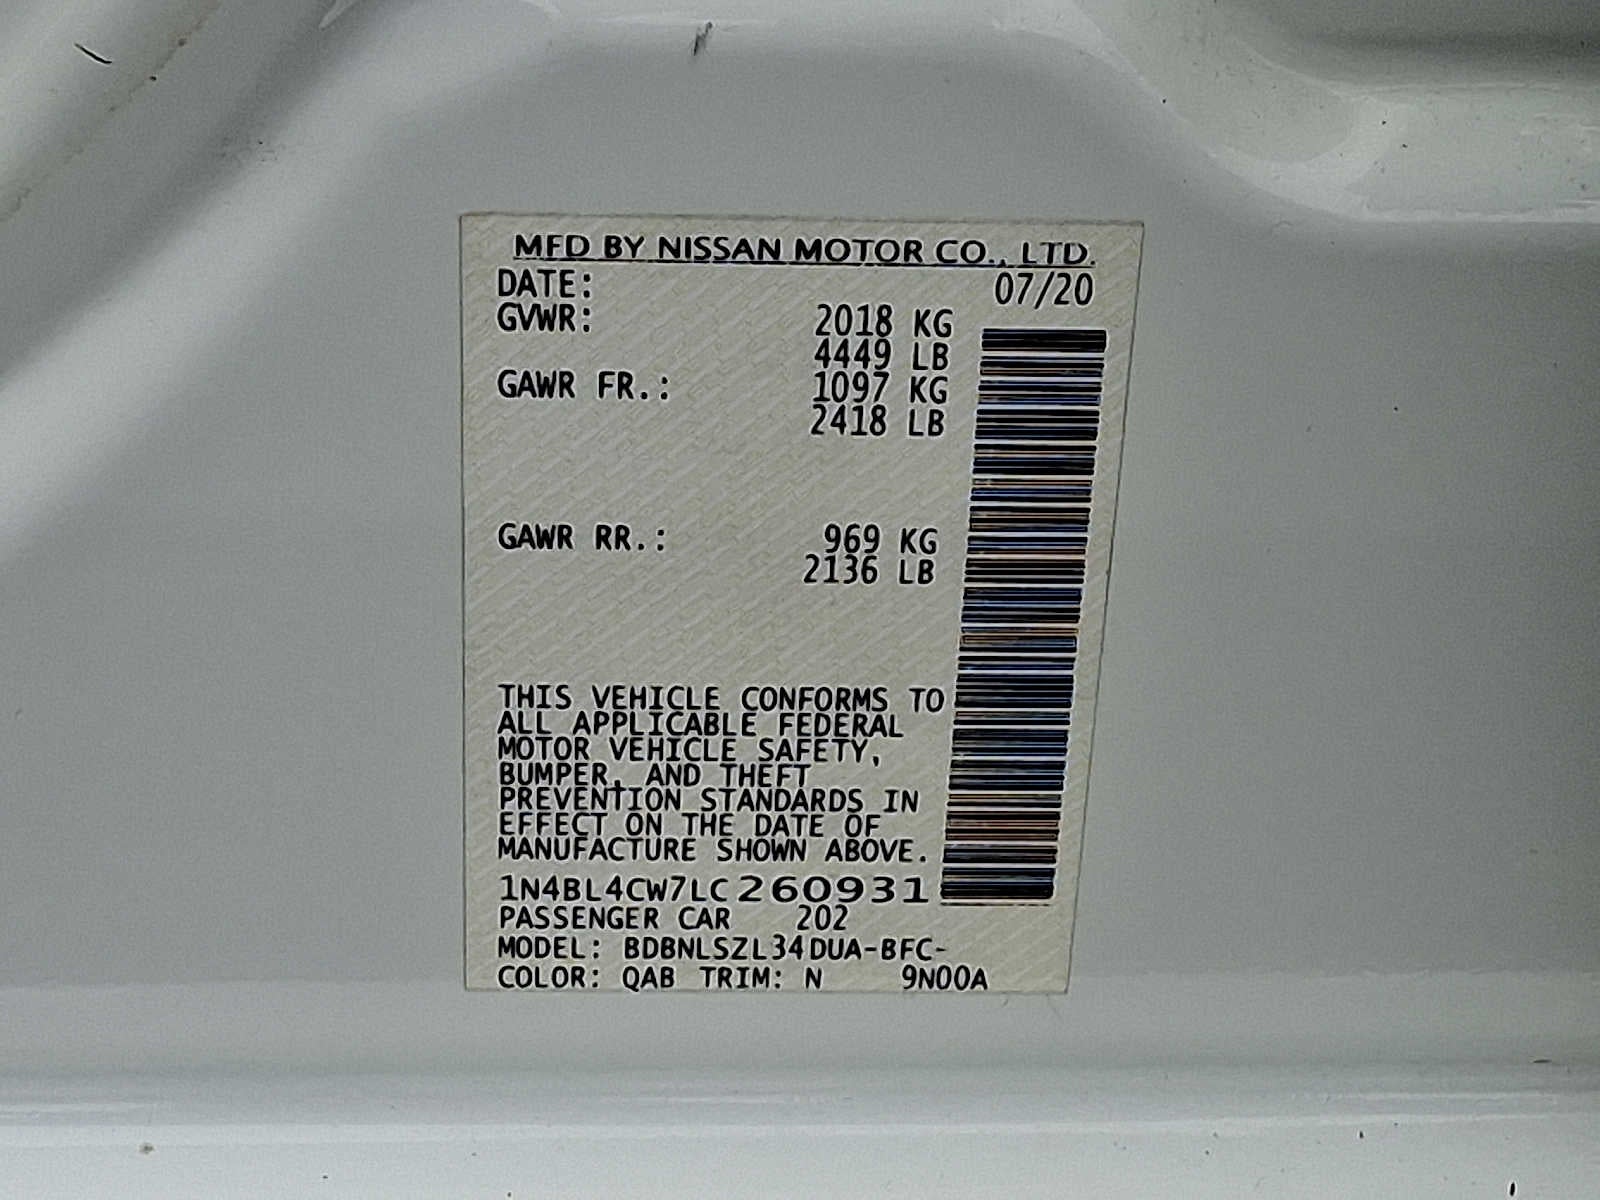 MFD BY NISSAN MOTOR CO., LTD.
DATE: 07/20
GVWR: 2018 KG
4449 LB
GAWR FR.: 1097 KG
2418 LB
GAWR RR.: 969 KG
2136 LB
THIS VEHICLE CONFORMS TO
ALL APPLICABLE FEDERAL
MOTOR VEHICLE SAFETY,
BUMPER, AND THEFT
PREVENTION STANDARDS IN
EFFECT ON THE DATE OF
MANUFACTURE SHOWN ABOVE.
1N4BL4CW7LC260931
PASSENGER CAR 202
MODEL: BDBNLSZL34DUA-BFC-
COLOR: QAB TRIM: N 9N00A